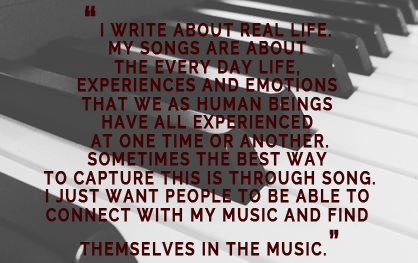 “ I WRITE ABOUT REAL LIFE.
MY SONGS ARE ABOUT
THE EVERY DAY LIFE,
EXPERIENCES AND EMOTIONS
THAT WE AS HUMAN BEINGS
HAVE ALL EXPERIENCED
AT ONE TIME OR ANOTHER.
SOMETIMES THE BEST WAY
TO CAPTURE THIS IS THROUGH SONG.
I JUST WANT PEOPLE TO BE ABLE TO
CONNECT WITH MY MUSIC AND FIND
THEMSELVES IN THE MUSIC.”